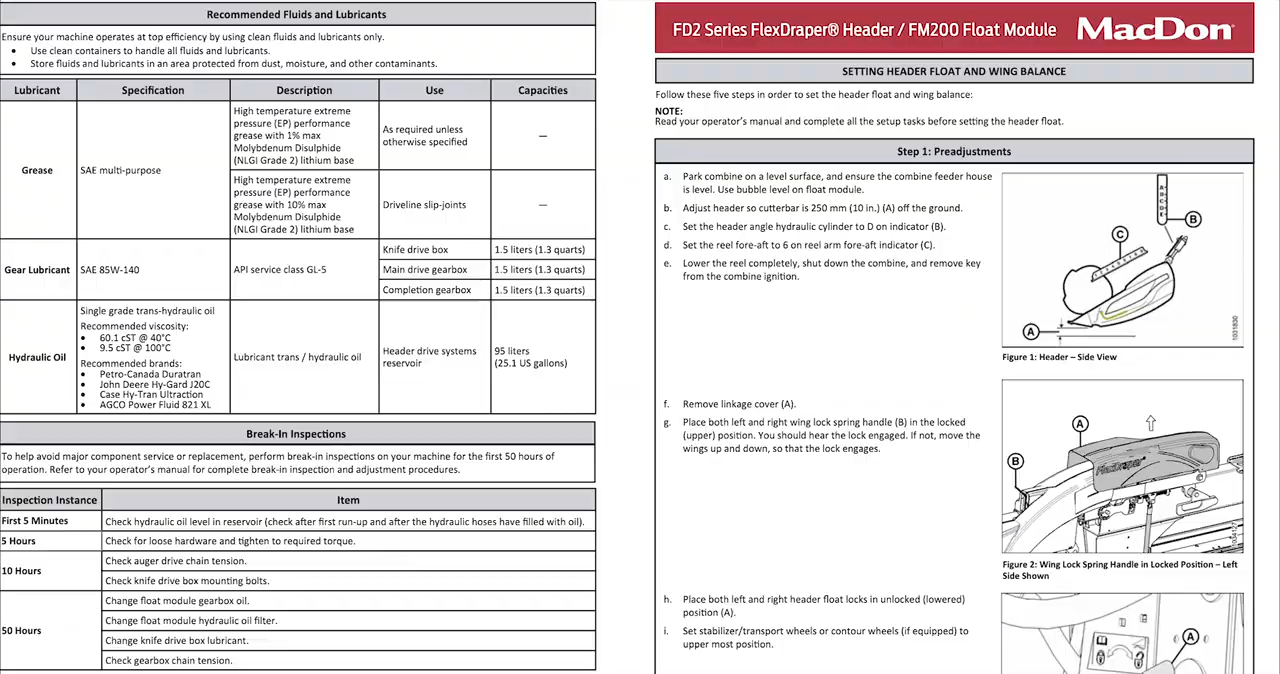 Recommended Fluids and Lubricants
Ensure your machine operates at top efficiency by using clean fluids and lubricants only.
• Use clean containers to handle all fluids and lubricants.
• Store fluids and lubricants in an area protected from dust, moisture, and other contaminants.
Lubricant Specification Description Use Capacities
Grease
SAE multi-purpose
High temperature extreme
pressure (EP) performance
grease with 1% max
Molybdenum Disulphide
(NLGI Grade 2) lithium base
As required unless
otherwise specified
—
High temperature extreme
pressure (EP) performance
grease with 10% max
Molybdenum Disulphide
(NLGI Grade 2) lithium base
Driveline slip-joints
—
Gear Lubricant
SAE 85W-140
API service class GL-5
Knife drive box 1.5 liters (1.3 quarts)
Main drive gearbox 1.5 liters (1.3 quarts)
Completion gearbox 1.5 liters (1.3 quarts)
Hydraulic Oil
Single grade trans-hydraulic oil
Recommended viscosity:
• 60.1 cST @ 40°C
• 9.5 cST @ 100°C
Recommended brands:
• Petro-Canada Duratran
• John Deere Hy-Gard J20C
• Case Hy-Tran Ultraction
• AGCO Power Fluid 821 XL
Lubricant trans / hydraulic oil
Header drive systems
reservoir
95 liters
(25.1 US gallons)
Break-In Inspections
To help avoid major component service or replacement, perform break-in inspections on your machine for the first 50 hours of
operation. Refer to your operator's manual for complete break-in inspection and adjustment procedures.
Inspection Instance Item
First 5 Minutes Check hydraulic oil level in reservoir (check after first run-up and after the hydraulic hoses have filled with oil).
5 Hours Check for loose hardware and tighten to required torque.
10 Hours
Check auger drive chain tension.
Check knife drive box mounting bolts.
50 Hours
Change float module gearbox oil.
Change float module hydraulic oil filter.
Change knife drive box lubricant.
Check gearbox chain tension.
FD2 Series FlexDraper® Header / FM200 Float Module
MacDon®
SETTING HEADER FLOAT AND WING BALANCE
Follow these five steps in order to set the header float and wing balance:
NOTE:
Read your operator's manual and complete all the setup tasks before setting the header float.
Step 1: Preadjustments
a. Park combine on a level surface, and ensure the combine feeder house
is level. Use bubble level on float module.
b. Adjust header so cutterbar is 250 mm (10 in.) (A) off the ground.
c. Set the header angle hydraulic cylinder to D on indicator (B).
d. Set the reel fore-aft to 6 on reel arm fore-aft indicator (C).
e. Lower the reel completely, shut down the combine, and remove key
from the combine ignition.
A
B
C
D
E
B
C
A
1031830
Figure 1: Header – Side View
f. Remove linkage cover (A).
g. Place both left and right wing lock spring handle (B) in the locked
(upper) position. You should hear the lock engaged. If not, move the
wings up and down, so that the lock engages.
A
B
FlexDraper®
Figure 2: Wing Lock Spring Handle in Locked Position – Left
Side Shown
h. Place both left and right header float locks in unlocked (lowered)
position (A).
i. Set stabilizer/transport wheels or contour wheels (if equipped) to
upper most position.
A